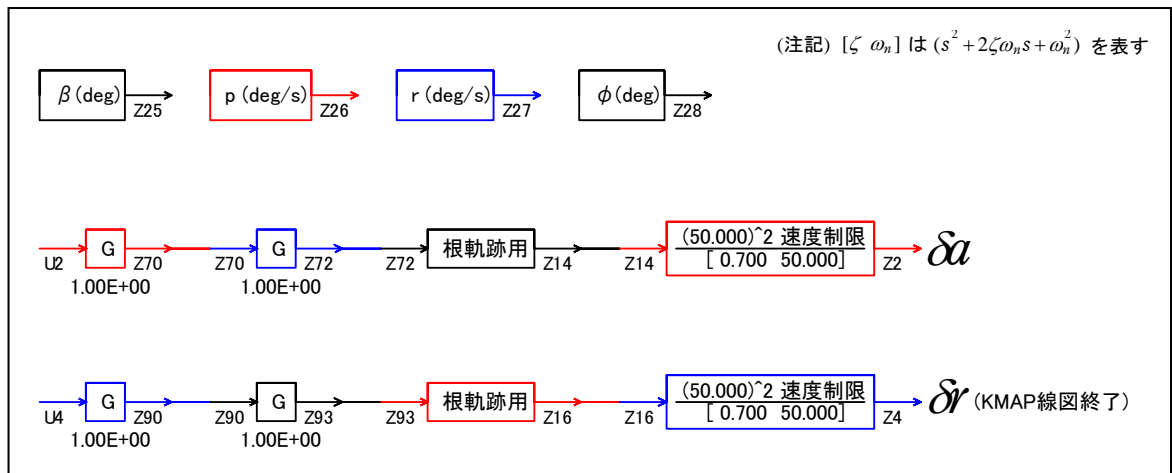 (注記) [ζ ωn] は (s^2+2ζωns+ωn^2) を表す
β(deg) Z25 p (deg/s) Z26 r (deg/s) Z27 φ(deg) Z28
U2 G 1.00E+00 Z70 Z70 G 1.00E+00 Z72 Z72 根軌跡用 Z14 Z14 (50.000)^2 速度制限 [ 0.700 50.000] Z2 δa
U4 G 1.00E+00 Z90 Z90 G 1.00E+00 Z93 Z93 根軌跡用 Z16 Z16 (50.000)^2 速度制限 [ 0.700 50.000] Z4 δr (KMAP線図終了)